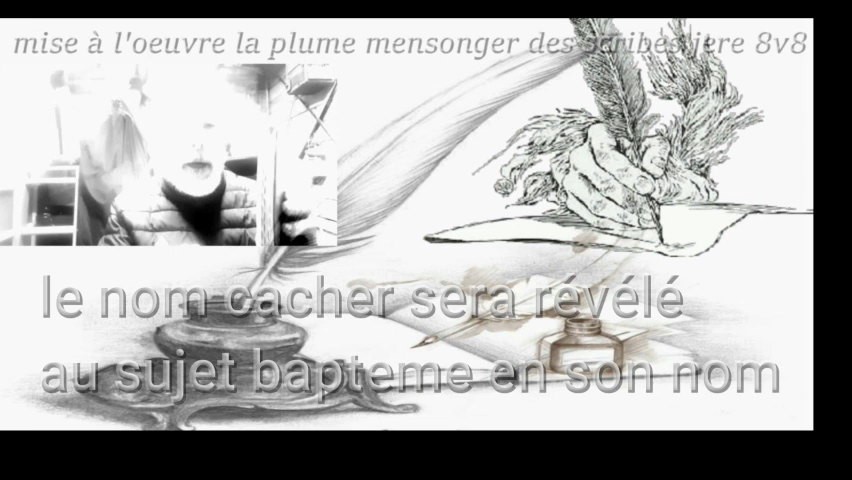 mise à l'oeuvre la plume mensonger des scribes jere 8v8
le nom cacher sera révélé
au sujet bapteme en son nom